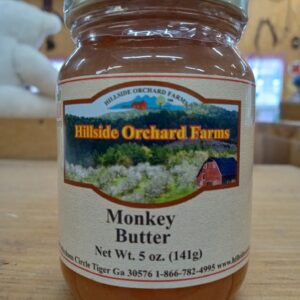 HILLSIDE ORCHARD FARMS
Hillside Orchard Farms
Monkey
Butter
Net Wt. 5 oz. (141g)
Circle Tiger Ga 30576 1-866-782-4995